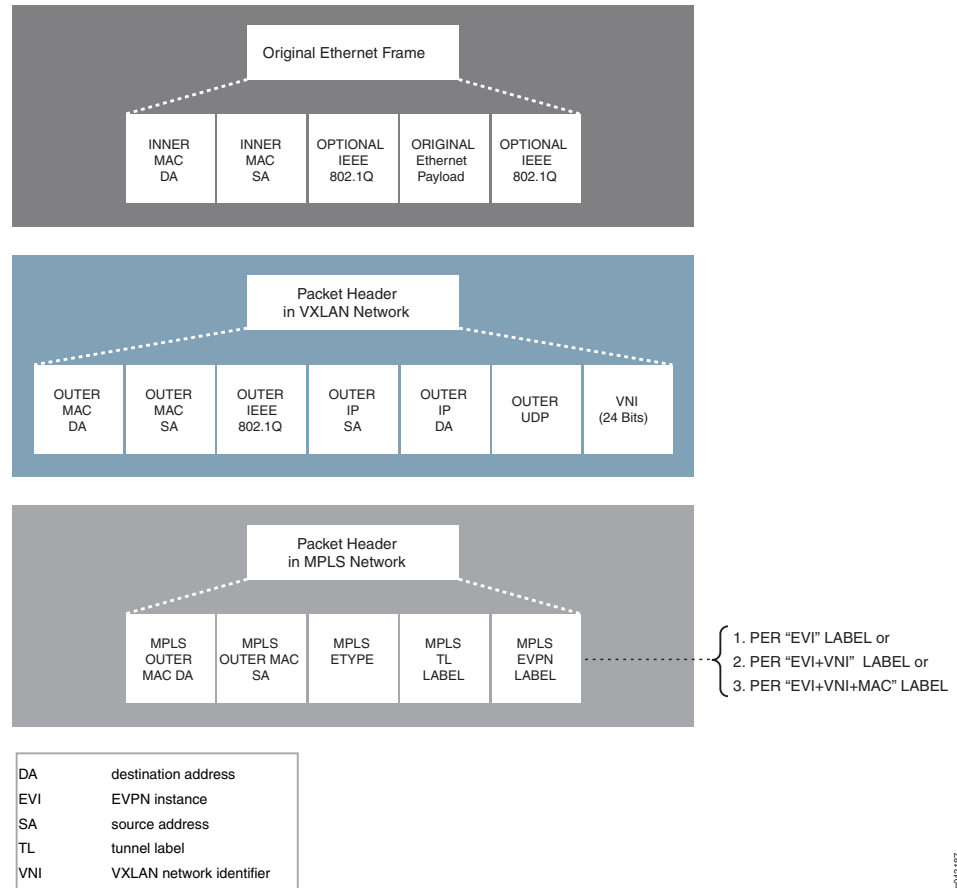 Original Ethernet Frame
INNER
MAC
DA
INNER
MAC
SA
OPTIONAL
IEEE
802.1Q
ORIGINAL
Ethernet
Payload
OPTIONAL
IEEE
802.1Q
Packet Header
in VXLAN Network
OUTER
MAC
DA
OUTER
MAC
SA
OUTER
IEEE
802.1Q
OUTER
IP
SA
OUTER
IP
DA
OUTER
UDP
VNI
(24 Bits)
Packet Header
in MPLS Network
MPLS
OUTER
MAC DA
MPLS
OUTER MAC
SA
MPLS
ETYPE
MPLS
TL
LABEL
MPLS
EVPN
LABEL
1. PER “EVI” LABEL or
2. PER “EVI+VNI” LABEL or
3. PER “EVI+VNI+MAC” LABEL
DA destination address
EVI EVPN instance
SA source address
TL tunnel label
VNI VXLAN network identifier